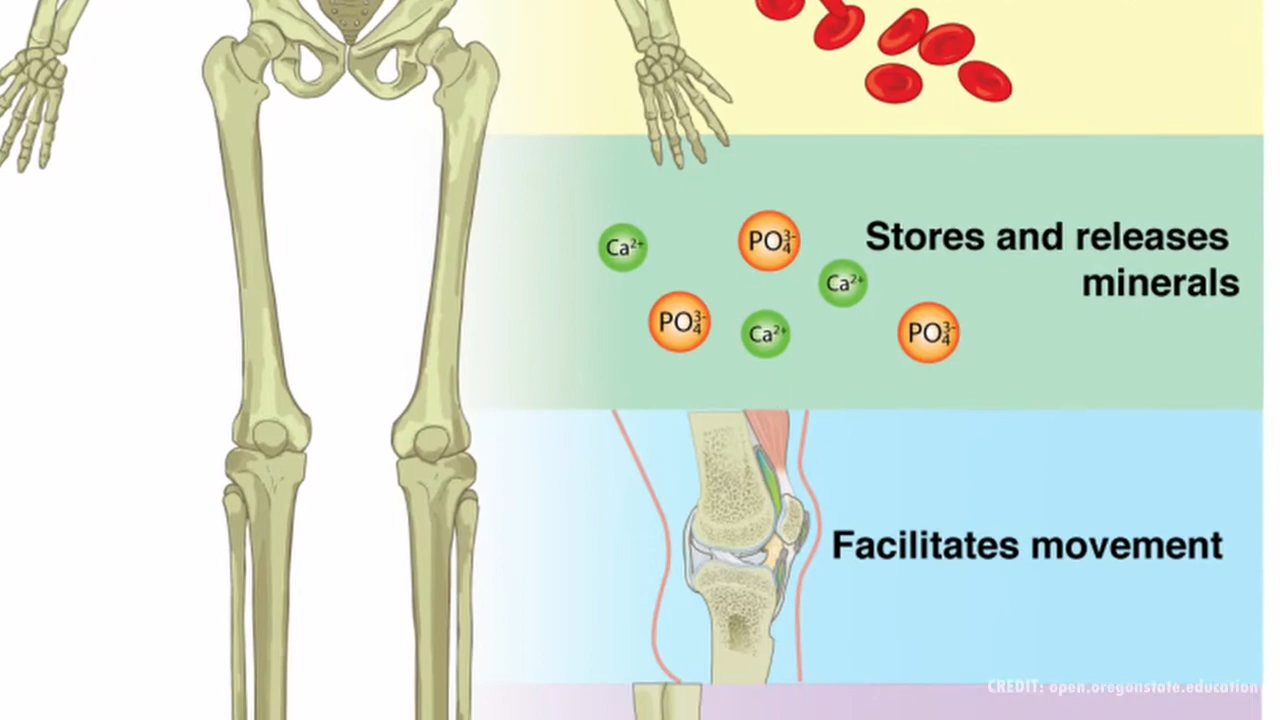 Ca²⁺
PO₄³⁻
Stores and releases
minerals
Ca²⁺
PO₄³⁻
Ca²⁺
PO₄³⁻
Facilitates movement
CREDIT: open.oregonstate.education